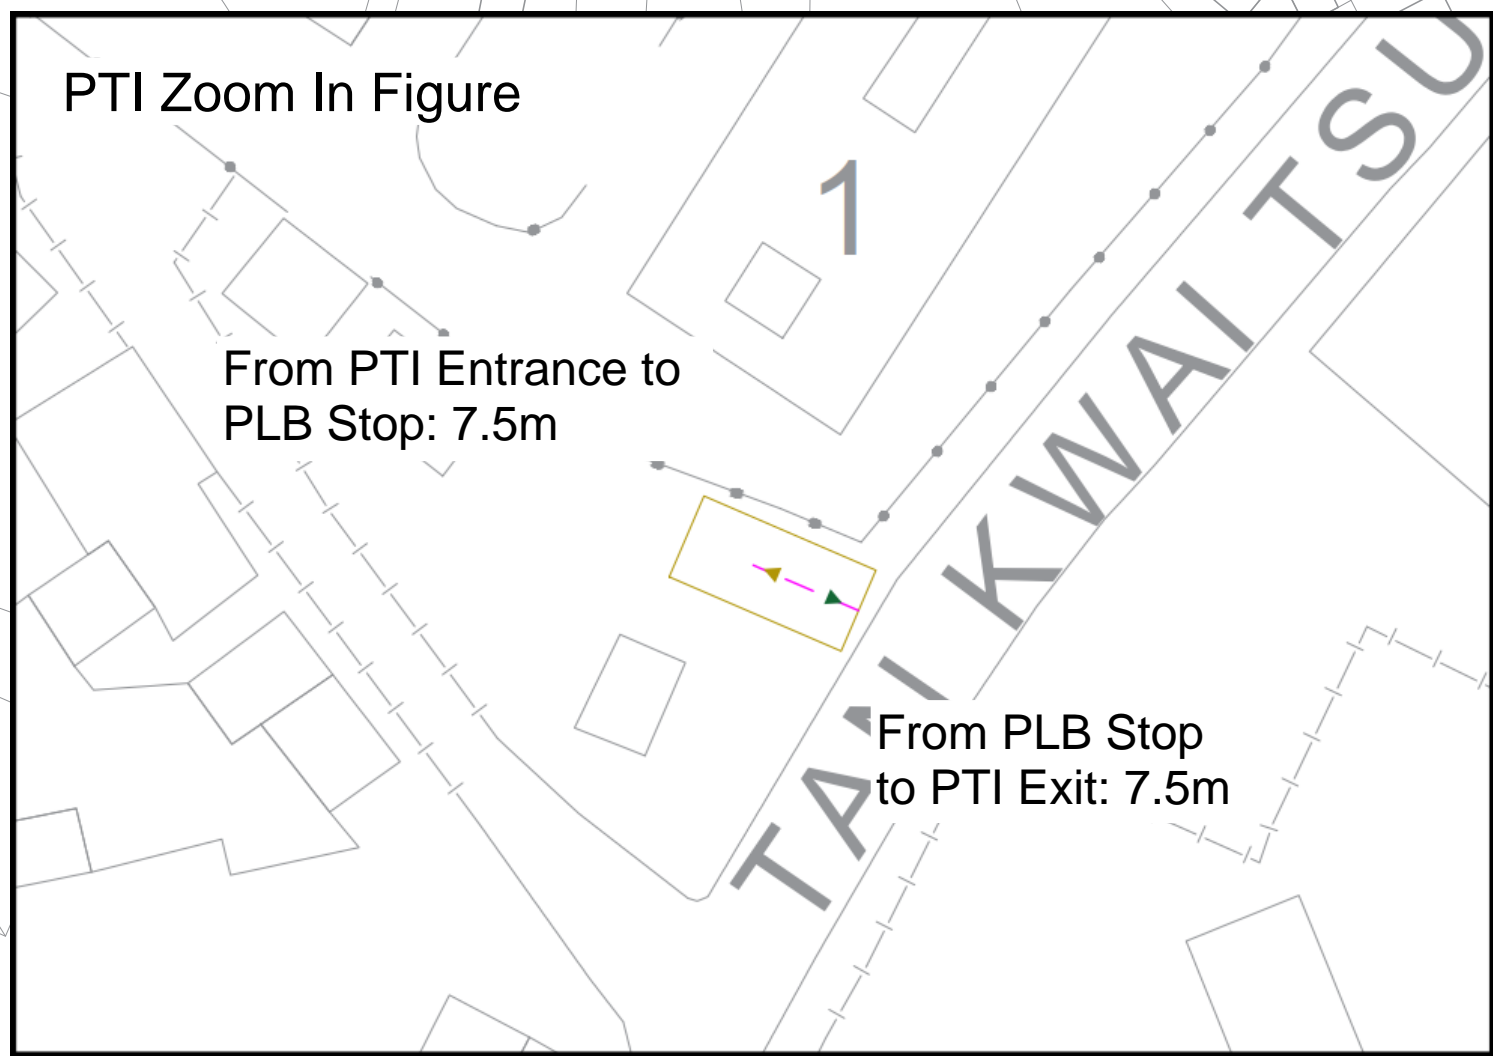 PTI Zoom In Figure
1
From PTI Entrance to
PLB Stop: 7.5m
TAI KWAI TSU
From PLB Stop
to PTI Exit: 7.5m